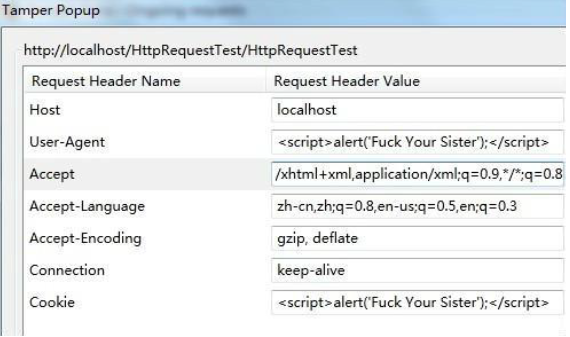 Tamper Popup
http://localhost/HttpRequestTest/HttpRequestTest
Request Header Name Request Header Value
Host localhost
User-Agent <script>alert('Fuck Your Sister');</script>
Accept /xhtml+xml,application/xml;q=0.9,*/*;q=0.8
Accept-Language zh-cn,zh;q=0.8,en-us;q=0.5,en;q=0.3
Accept-Encoding gzip, deflate
Connection keep-alive
Cookie <script>alert('Fuck Your Sister');</script>